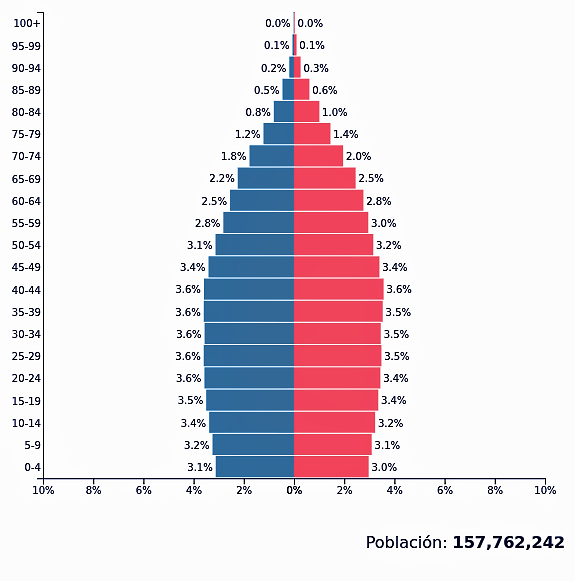 100+ 0.0% 0.0%
95-99 0.1% 0.1%
90-94 0.2% 0.3%
85-89 0.5% 0.6%
80-84 0.8% 1.0%
75-79 1.2% 1.4%
70-74 1.8% 2.0%
65-69 2.2% 2.5%
60-64 2.5% 2.8%
55-59 2.8% 3.0%
50-54 3.1% 3.2%
45-49 3.4% 3.4%
40-44 3.6% 3.6%
35-39 3.6% 3.5%
30-34 3.6% 3.5%
25-29 3.6% 3.5%
20-24 3.6% 3.4%
15-19 3.5% 3.4%
10-14 3.4% 3.2%
5-9 3.2% 3.1%
0-4 3.1% 3.0%
10% 8% 6% 4% 2% 0% 2% 4% 6% 8% 10%
Población: 157,762,242